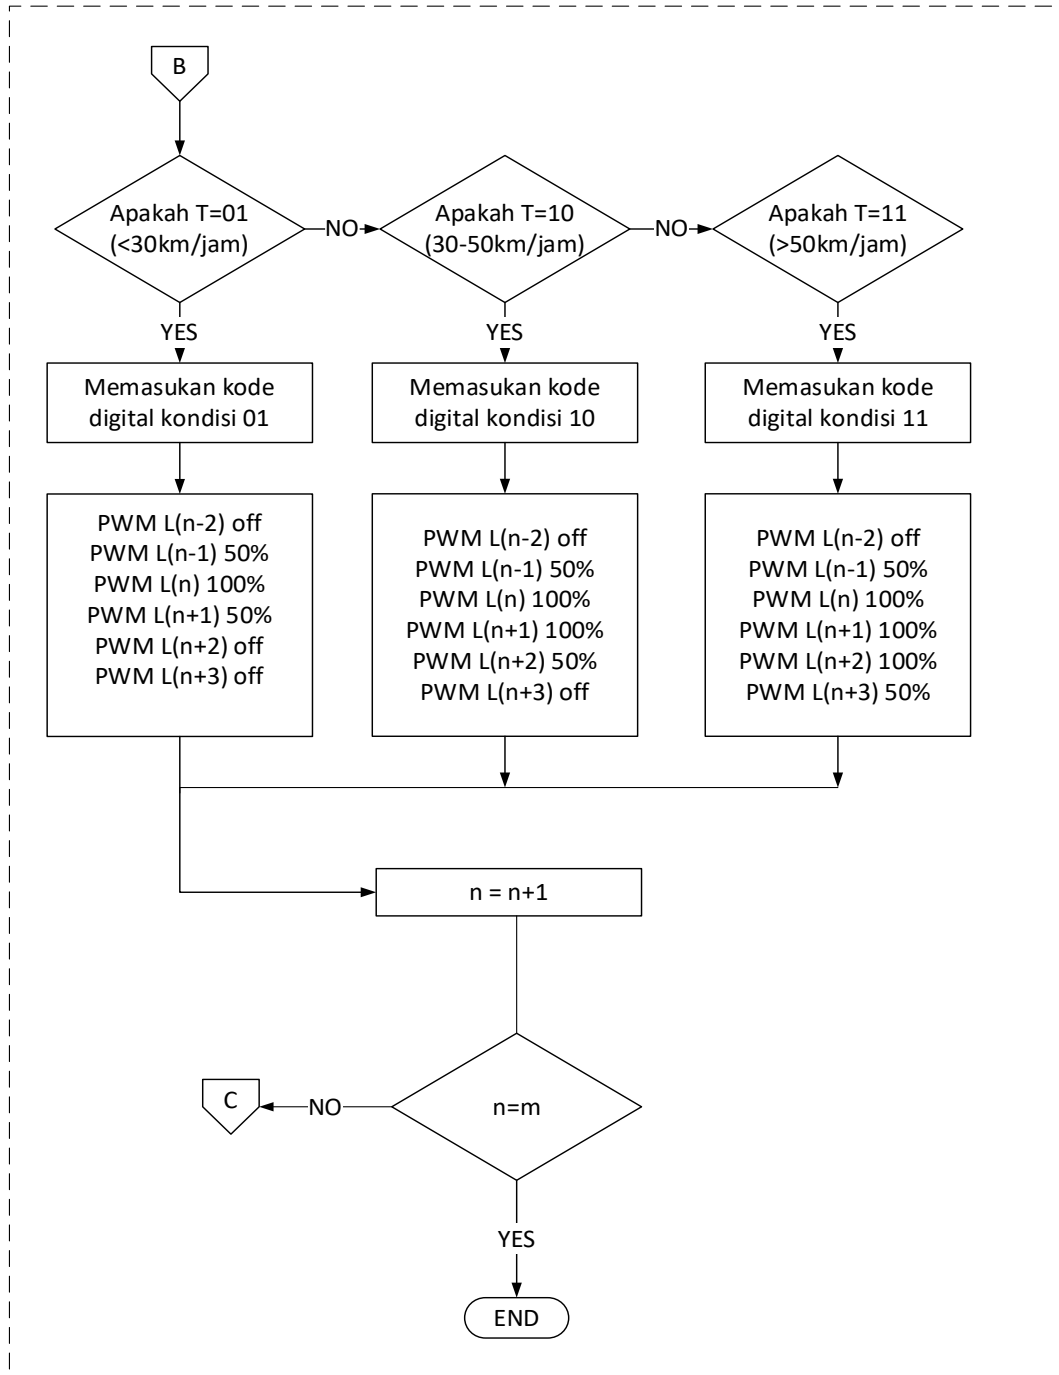 B
Apakah T=01
(<30km/jam)
NO
Apakah T=10
(30-50km/jam)
NO
Apakah T=11
(>50km/jam)
YES
YES
YES
Memasukan kode
digital kondisi 01
Memasukan kode
digital kondisi 10
Memasukan kode
digital kondisi 11
PWM L(n-2) off
PWM L(n-1) 50%
PWM L(n) 100%
PWM L(n+1) 50%
PWM L(n+2) off
PWM L(n+3) off
PWM L(n-2) off
PWM L(n-1) 50%
PWM L(n) 100%
PWM L(n+1) 100%
PWM L(n+2) 50%
PWM L(n+3) off
PWM L(n-2) off
PWM L(n-1) 50%
PWM L(n) 100%
PWM L(n+1) 100%
PWM L(n+2) 100%
PWM L(n+3) 50%
n = n+1
C
NO
n=m
YES
END